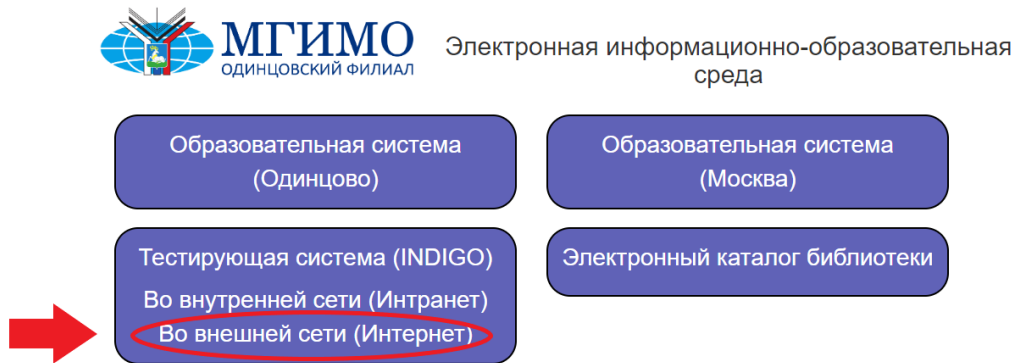 МГИМО
ОДИНЦОВСКИЙ ФИЛИАЛ
Электронная информационно-образовательная
среда
Образовательная система
(Одинцово)
Образовательная система
(Москва)
Тестирующая система (INDIGO)
Во внутренней сети (Интранет)
Во внешней сети (Интернет)
Электронный каталог библиотеки